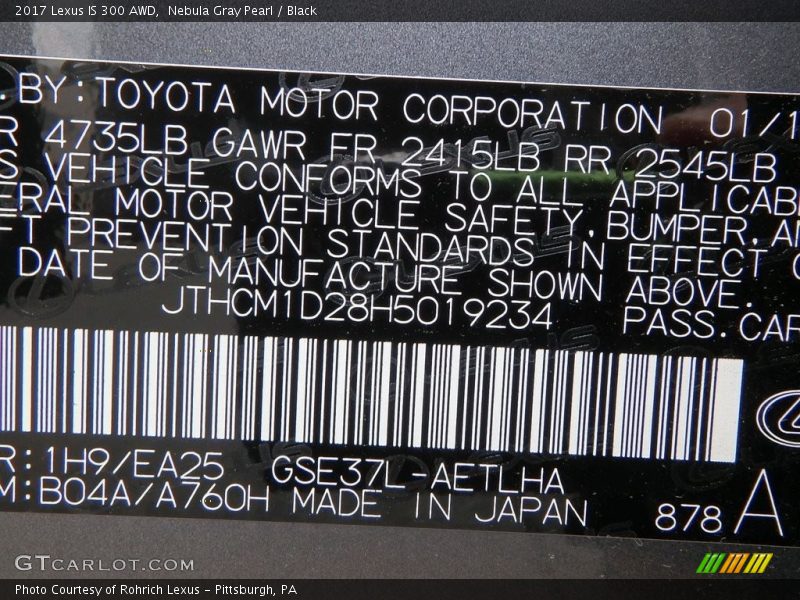 2017 Lexus IS 300 AWD,  Nebula Gray Pearl / Black
BY:TOYOTA MOTOR CORPORATION 01/1
R 4735LB GAWR FR 2415LB RR 2545LB
S VEHICLE CONFORMS TO ALL APPLICAB
ERAL MOTOR VEHICLE SAFETY, BUMPER, A
FT PREVENTION STANDARDS IN EFFECT O
DATE OF MANUFACTURE SHOWN ABOVE.
JTHCM1D28H5019234 PASS.CAR
R:1H9/EA25 GSE37L-AETLHA
M:B04A/A760H MADE IN JAPAN 878 A
GTCARLOT.COM
Photo Courtesy of Rohrich Lexus - Pittsburgh, PA